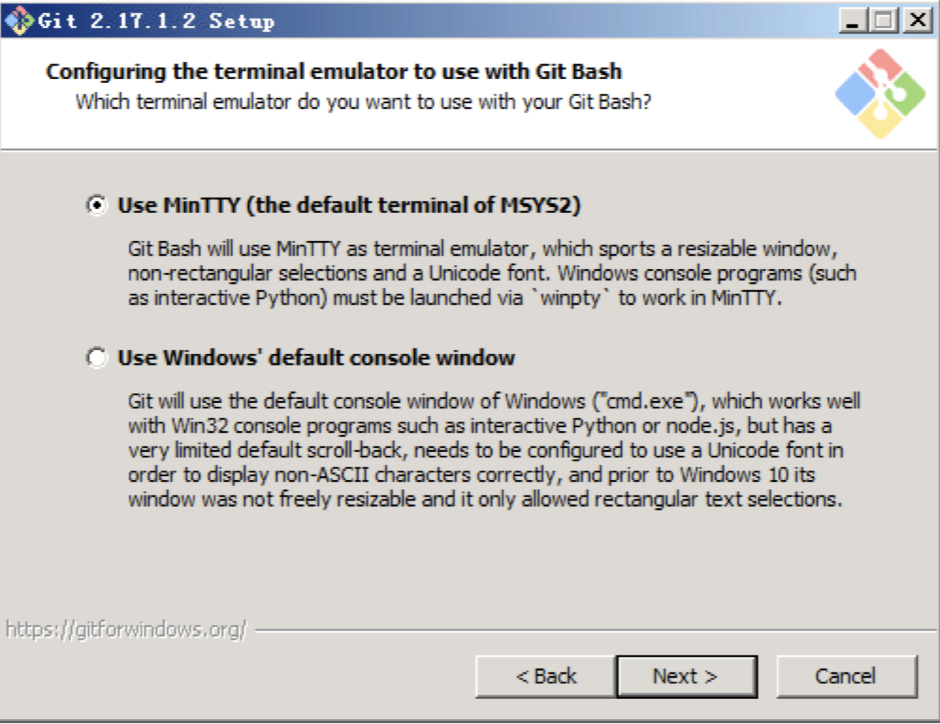 Git 2.17.1.2 Setup
Configuring the terminal emulator to use with Git Bash
Which terminal emulator do you want to use with your Git Bash?
Use MinTTY (the default terminal of MSYS2)
Git Bash will use MinTTY as terminal emulator, which sports a resizable window,
non-rectangular selections and a Unicode font. Windows console programs (such
as interactive Python) must be launched via `winpty` to work in MinTTY.
Use Windows' default console window
Git will use the default console window of Windows ("cmd.exe"), which works well
with Win32 console programs such as interactive Python or node.js, but has a
very limited default scroll-back, needs to be configured to use a Unicode font in
order to display non-ASCII characters correctly, and prior to Windows 10 its
window was not freely resizable and it only allowed rectangular text selections.
https://gitforwindows.org/
< Back
Next >
Cancel